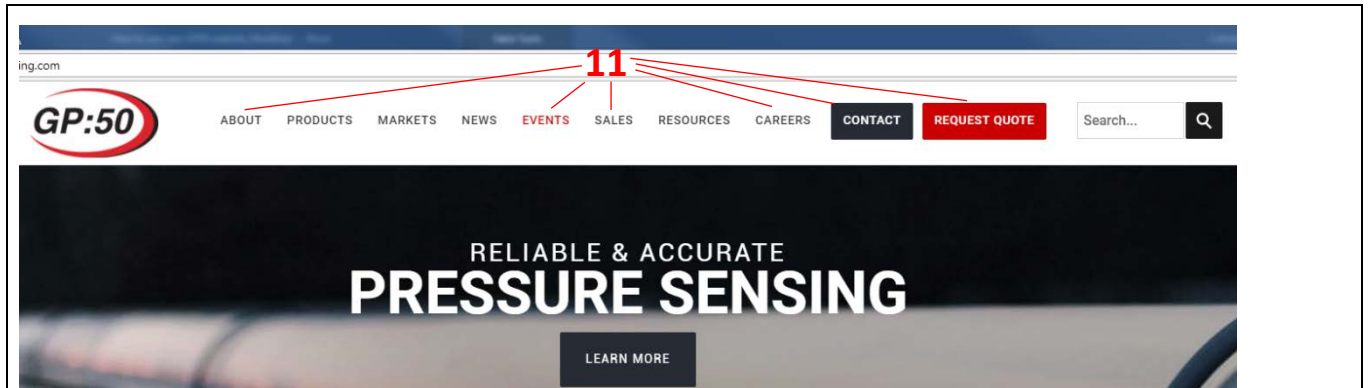 ing.com
11
GP:50
ABOUT PRODUCTS MARKETS NEWS EVENTS SALES RESOURCES CAREERS CONTACT REQUEST QUOTE Search...
RELIABLE & ACCURATE
PRESSURE SENSING
LEARN MORE